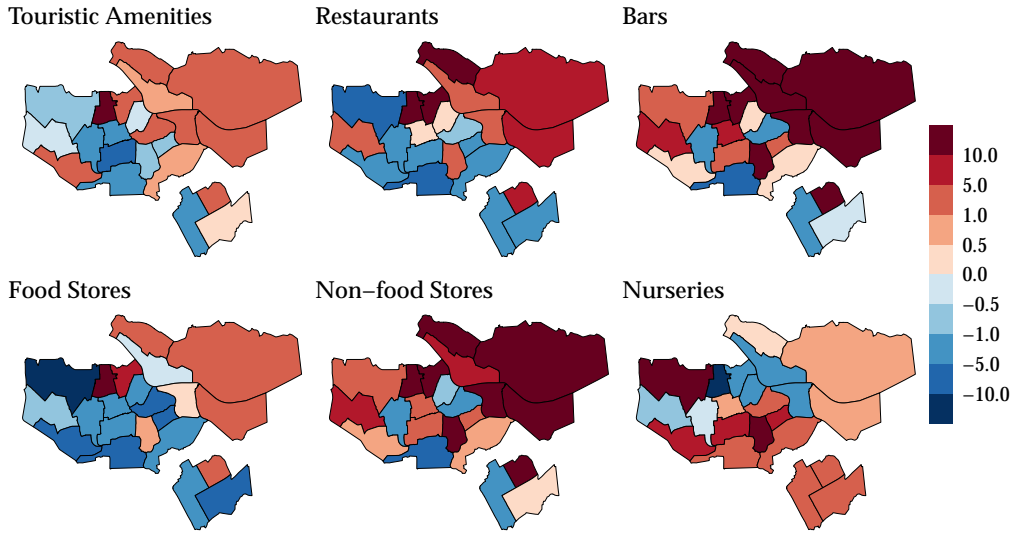 Touristic Amenities
Restaurants
Bars
10.0
5.0
1.0
0.5
0.0
−0.5
−1.0
−5.0
−10.0
Food Stores
Non−food Stores
Nurseries